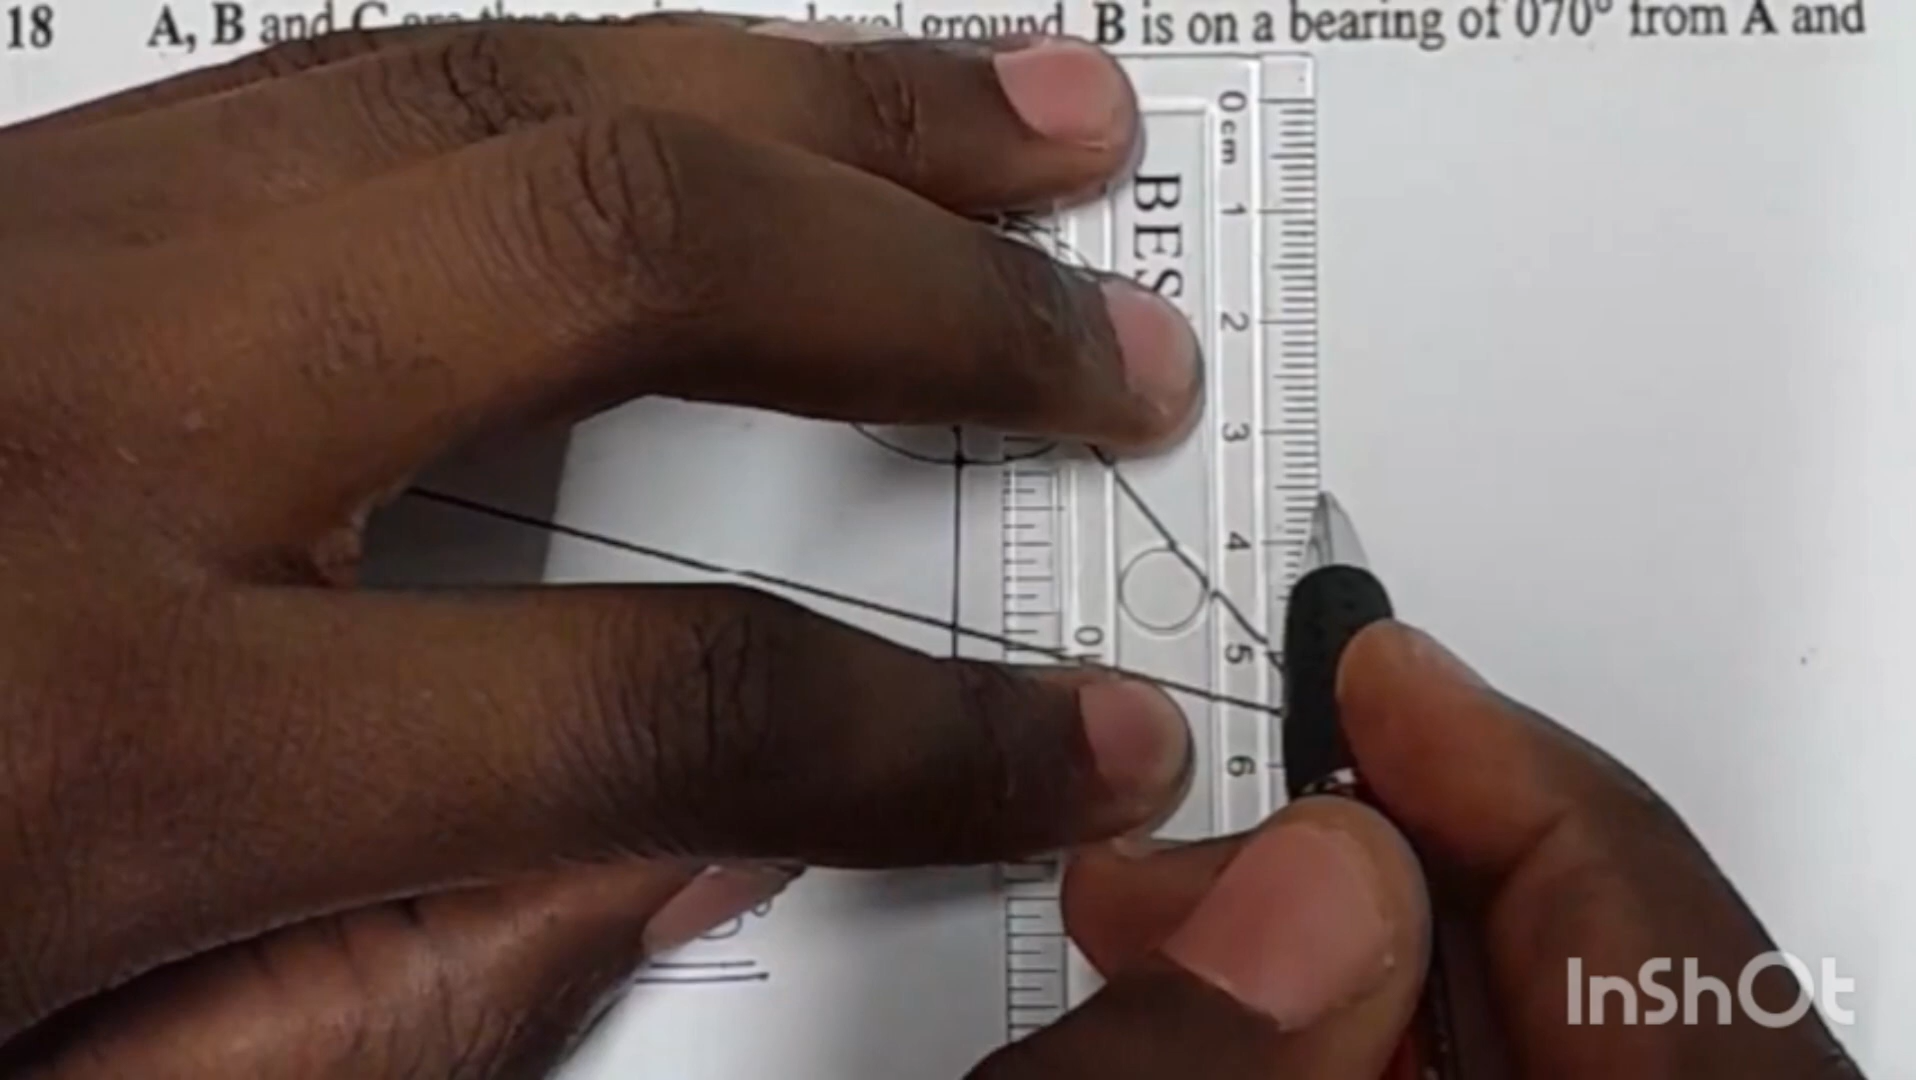 18 A, B and C ground. B is on a bearing of 070° from A and
0 cm 1 2 3 4 5 6
BES
0
InShOt